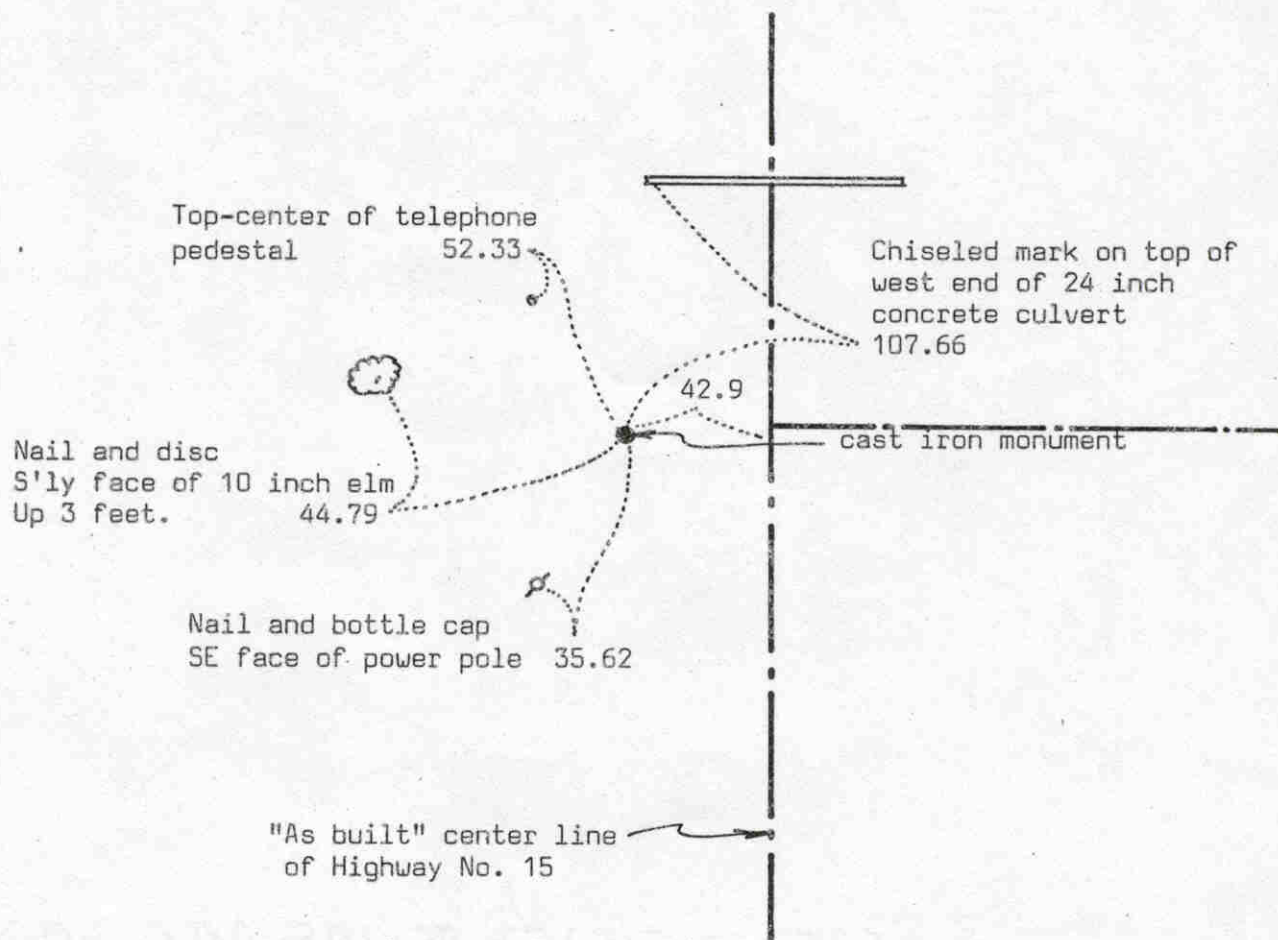 Top-center of telephone
pedestal 52.33
Chiseled mark on top of
west end of 24 inch
concrete culvert
107.66
42.9
cast iron monument
Nail and disc
S'ly face of 10 inch elm
Up 3 feet. 44.79
Nail and bottle cap
SE face of power pole 35.62
"As built" center line
of Highway No. 15